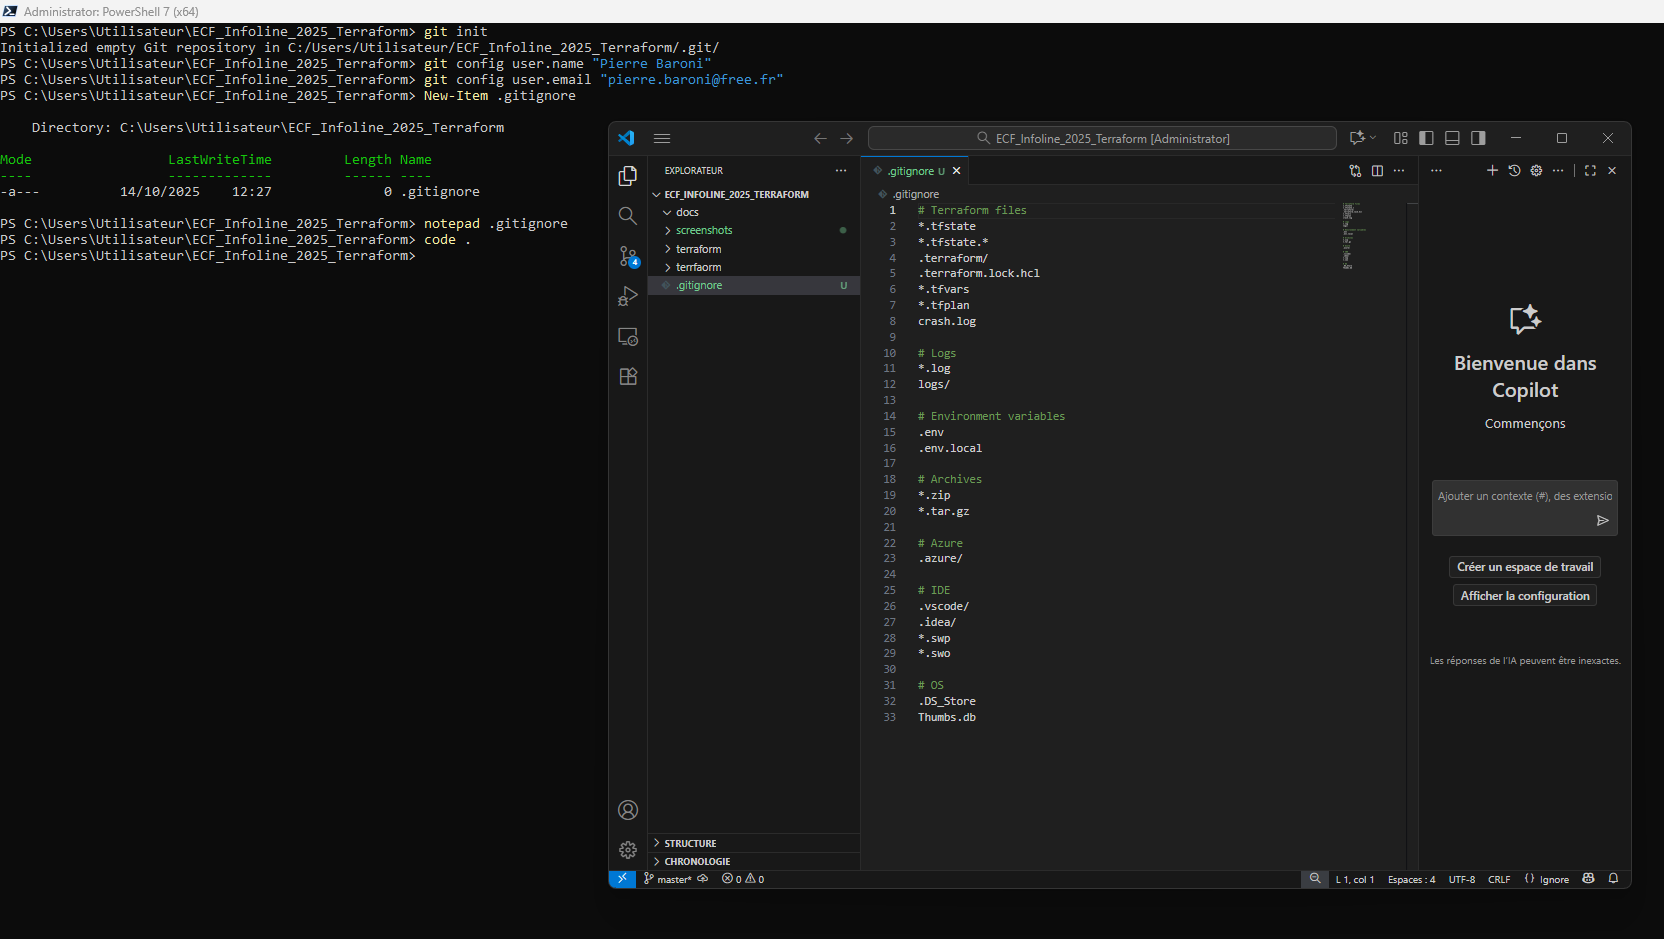 Administrator: PowerShell 7 (x64)
PS C:\Users\Utilisateur\ECF_Infoline_2025_Terraform> git init
Initialized empty Git repository in C:/Users/Utilisateur/ECF_Infoline_2025_Terraform/.git/
PS C:\Users\Utilisateur\ECF_Infoline_2025_Terraform> git config user.name "Pierre Baroni"
PS C:\Users\Utilisateur\ECF_Infoline_2025_Terraform> git config user.email "pierre.baroni@free.fr"
PS C:\Users\Utilisateur\ECF_Infoline_2025_Terraform> New-Item .gitignore
Directory: C:\Users\Utilisateur\ECF_Infoline_2025_Terraform
Mode LastWriteTime Length Name
---- ------------- ------ ----
-a--- 14/10/2025 12:27 0 .gitignore
PS C:\Users\Utilisateur\ECF_Infoline_2025_Terraform> notepad .gitignore
PS C:\Users\Utilisateur\ECF_Infoline_2025_Terraform> code .
PS C:\Users\Utilisateur\ECF_Infoline_2025_Terraform>
ECF_Infoline_2025_Terraform [Administrator]
EXPLORATEUR
ECF_INFOLINE_2025_TERRAFORM
docs
screenshots
terraform
terrfaorm
.gitignore U
4
STRUCTURE
CHRONOLOGIE
.gitignore U
.gitignore
1 # Terraform files
2 *.tfstate
3 *.tfstate.*
4 .terraform/
5 .terraform.lock.hcl
6 *.tfvars
7 *.tfplan
8 crash.log
9
10 # Logs
11 *.log
12 logs/
13
14 # Environment variables
15 .env
16 .env.local
17
18 # Archives
19 *.zip
20 *.tar.gz
21
22 # Azure
23 .azure/
24
25 # IDE
26 .vscode/
27 .idea/
28 *.swp
29 *.swo
30
31 # OS
32 .DS_Store
33 Thumbs.db
Bienvenue dans
Copilot
Commençons
Ajouter un contexte (#), des extensio
Créer un espace de travail
Afficher la configuration
Les réponses de l'IA peuvent être inexactes.
master* 0 0
L 1, col 1 Espaces : 4 UTF-8 CRLF {} Ignore